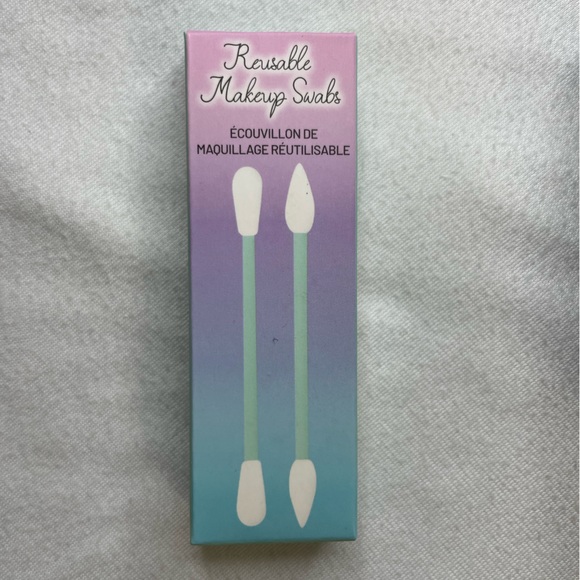 Reusable
Makeup Swabs
ÉCOUVILLON DE
MAQUILLAGE RÉUTILISABLE